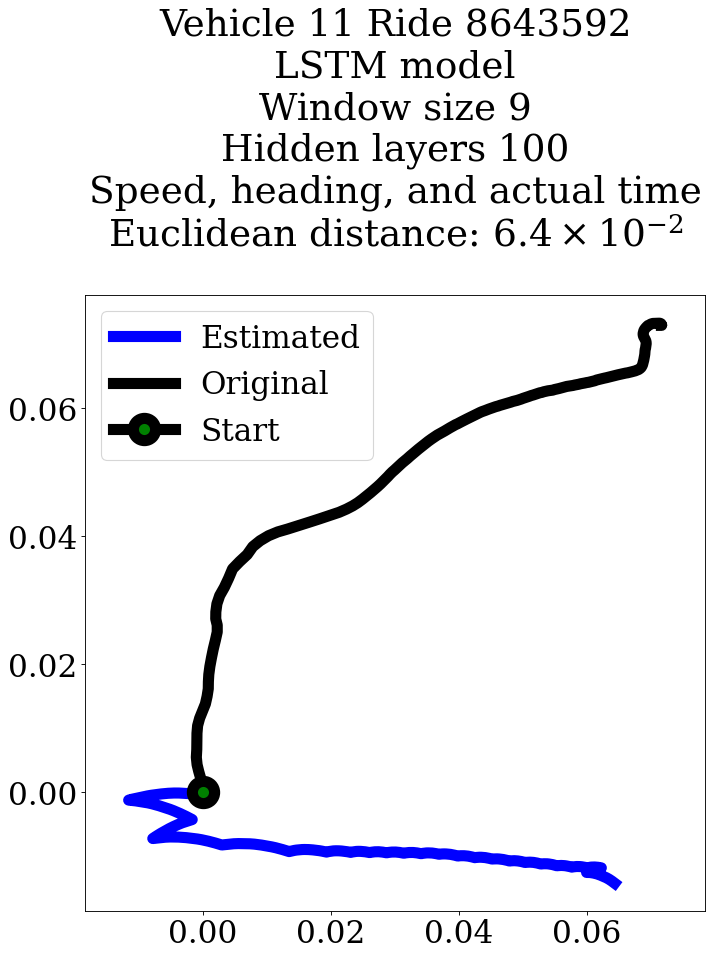 Vehicle 11 Ride 8643592
LSTM model
Window size 9
Hidden layers 100
Speed, heading, and actual time
Euclidean distance: 6.4 × 10⁻²
Estimated
Original
Start
0.06
0.04
0.02
0.00
0.00 0.02 0.04 0.06